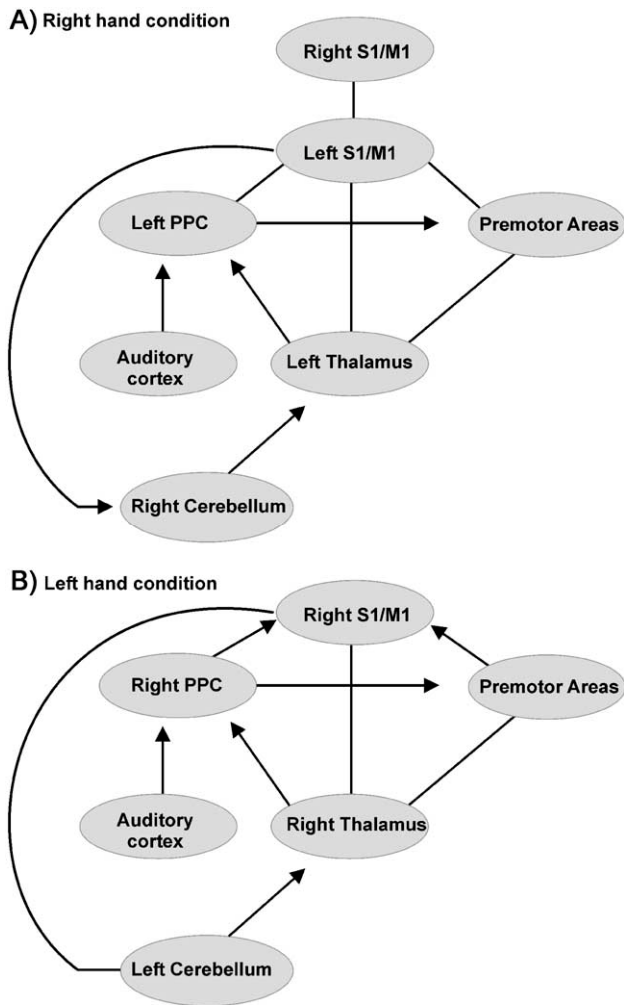 A) Right hand condition
Right S1/M1
Left S1/M1
Left PPC
Premotor Areas
Auditory
cortex
Left Thalamus
Right Cerebellum
B) Left hand condition
Right S1/M1
Right PPC
Premotor Areas
Auditory
cortex
Right Thalamus
Left Cerebellum